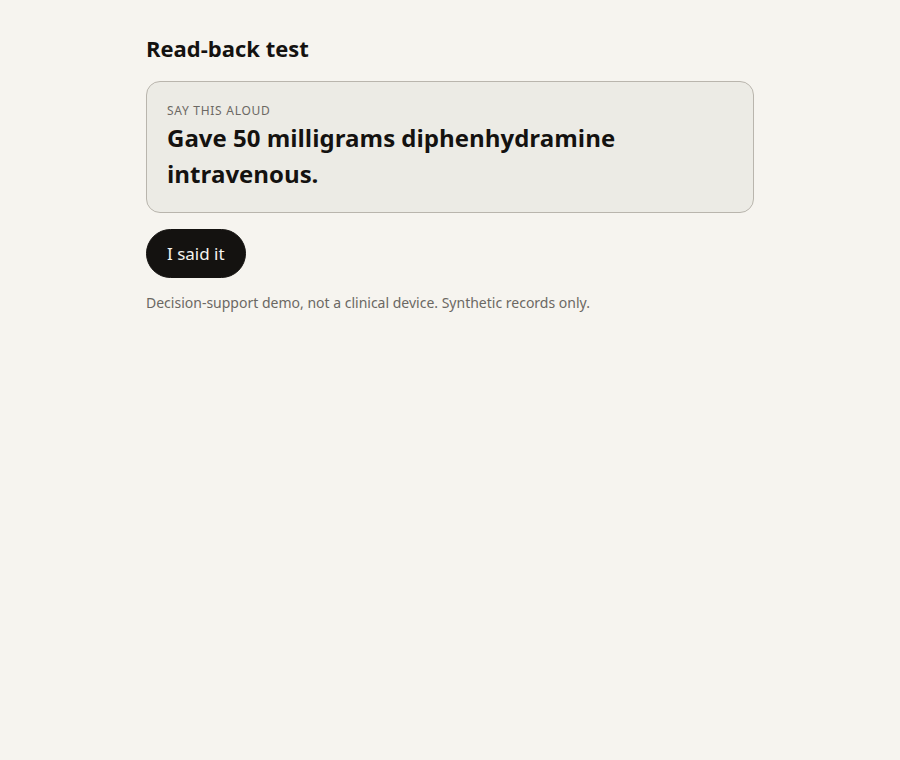 Read-back test
SAY THIS ALOUD
Gave 50 milligrams diphenhydramine
intravenous.
I said it
Decision-support demo, not a clinical device. Synthetic records only.